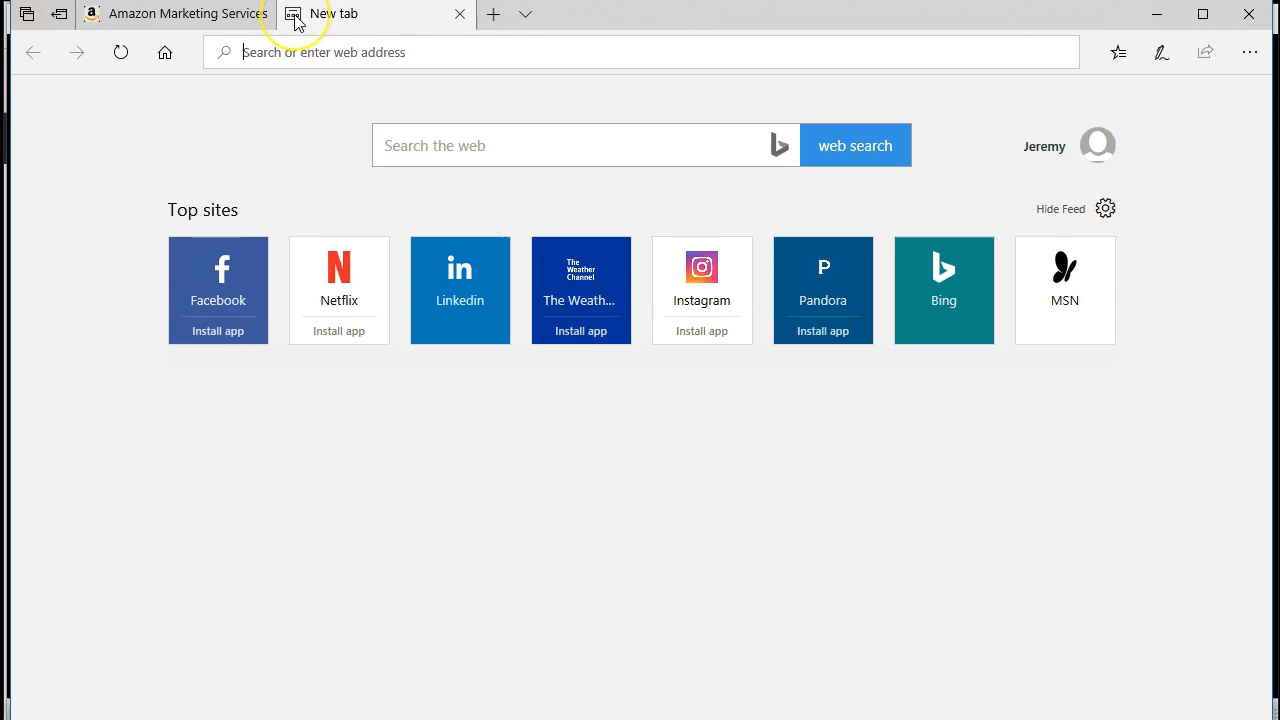 Amazon Marketing Services
New tab
Search or enter web address
Search the web
web search
Jeremy
Top sites
Hide Feed
Facebook
Install app
Netflix
Install app
Linkedin
The
Weather
Channel
The Weath...
Install app
Instagram
Install app
P
Pandora
Install app
Bing
MSN